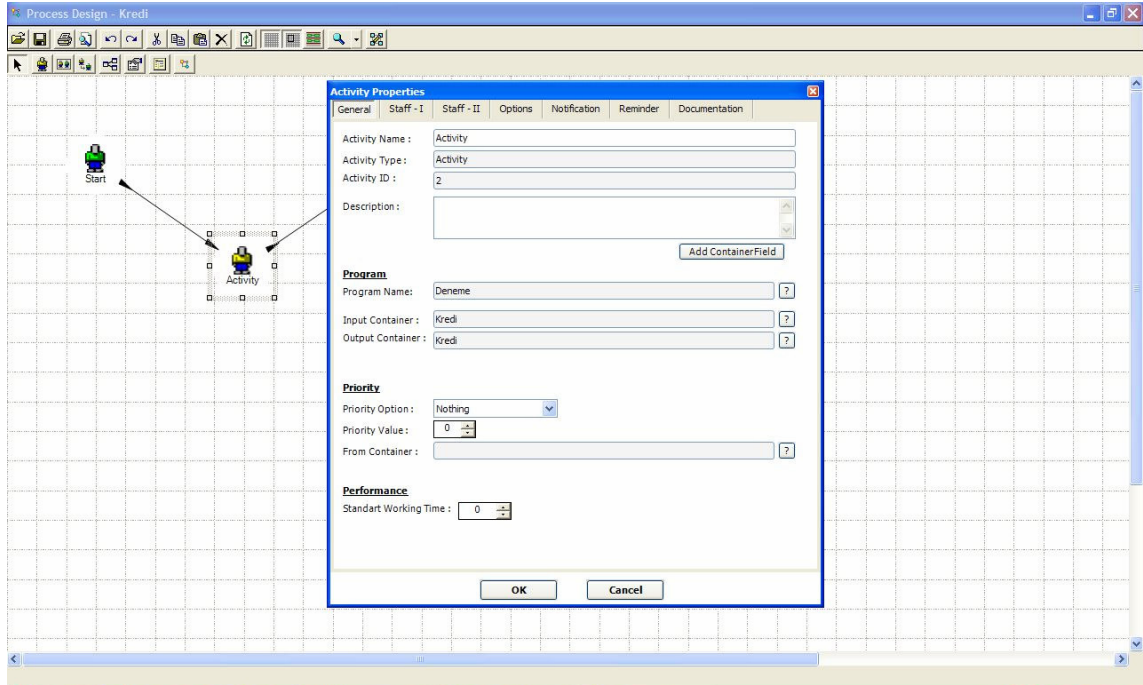 Process Design - Kredi
Activity Properties
General Staff - I Staff - II Options Notification Reminder Documentation
Activity Name : Activity
Start
Activity Type : Activity
Activity ID : 2
Description :
Add ContainerField
Activity
Program
Program Name: Deneme ?
Input Container : Kredi ?
Output Container : Kredi ?
Priority
Priority Option : Nothing
Priority Value : 0
From Container : ?
Performance
Standart Working Time : 0
OK Cancel